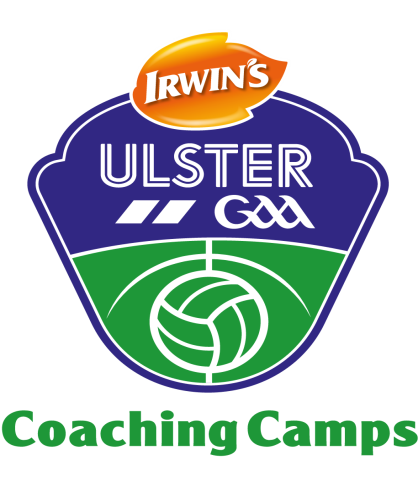 IRWIN'S
ULSTER
GAA
Coaching Camps